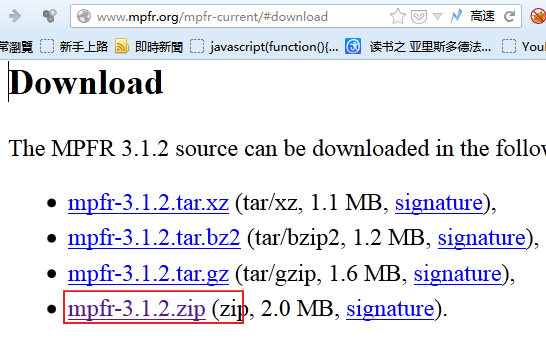 www.mpfr.org/mpfr-current/#download
高速
常瀏覽 新手上路 即時新聞 javascript(function(){... 读书之 亚里斯多德法... You
Download
The MPFR 3.1.2 source can be downloaded in the follo
mpfr-3.1.2.tar.xz (tar/xz, 1.1 MB, signature),
mpfr-3.1.2.tar.bz2 (tar/bzip2, 1.2 MB, signature),
mpfr-3.1.2.tar.gz (tar/gzip, 1.6 MB, signature),
mpfr-3.1.2.zip (zip, 2.0 MB, signature).